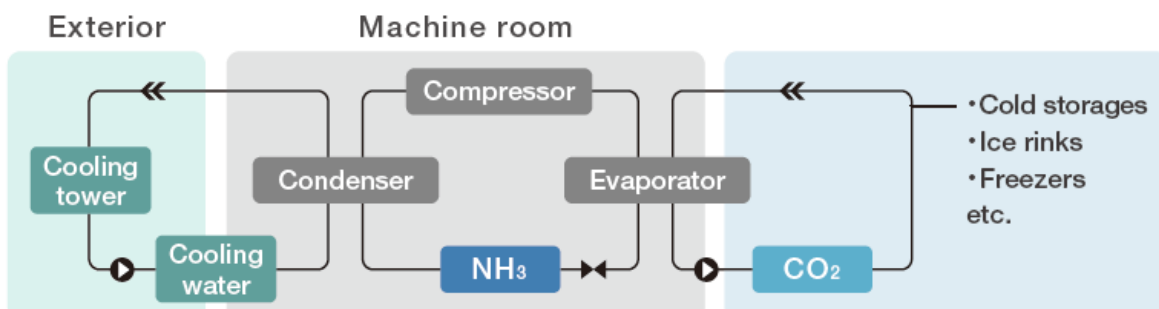 Exterior
Machine room
Compressor
Cooling
tower
Condenser
Evaporator
Cooling
water
NH₃
CO₂
・Cold storages
・Ice rinks
・Freezers
etc.